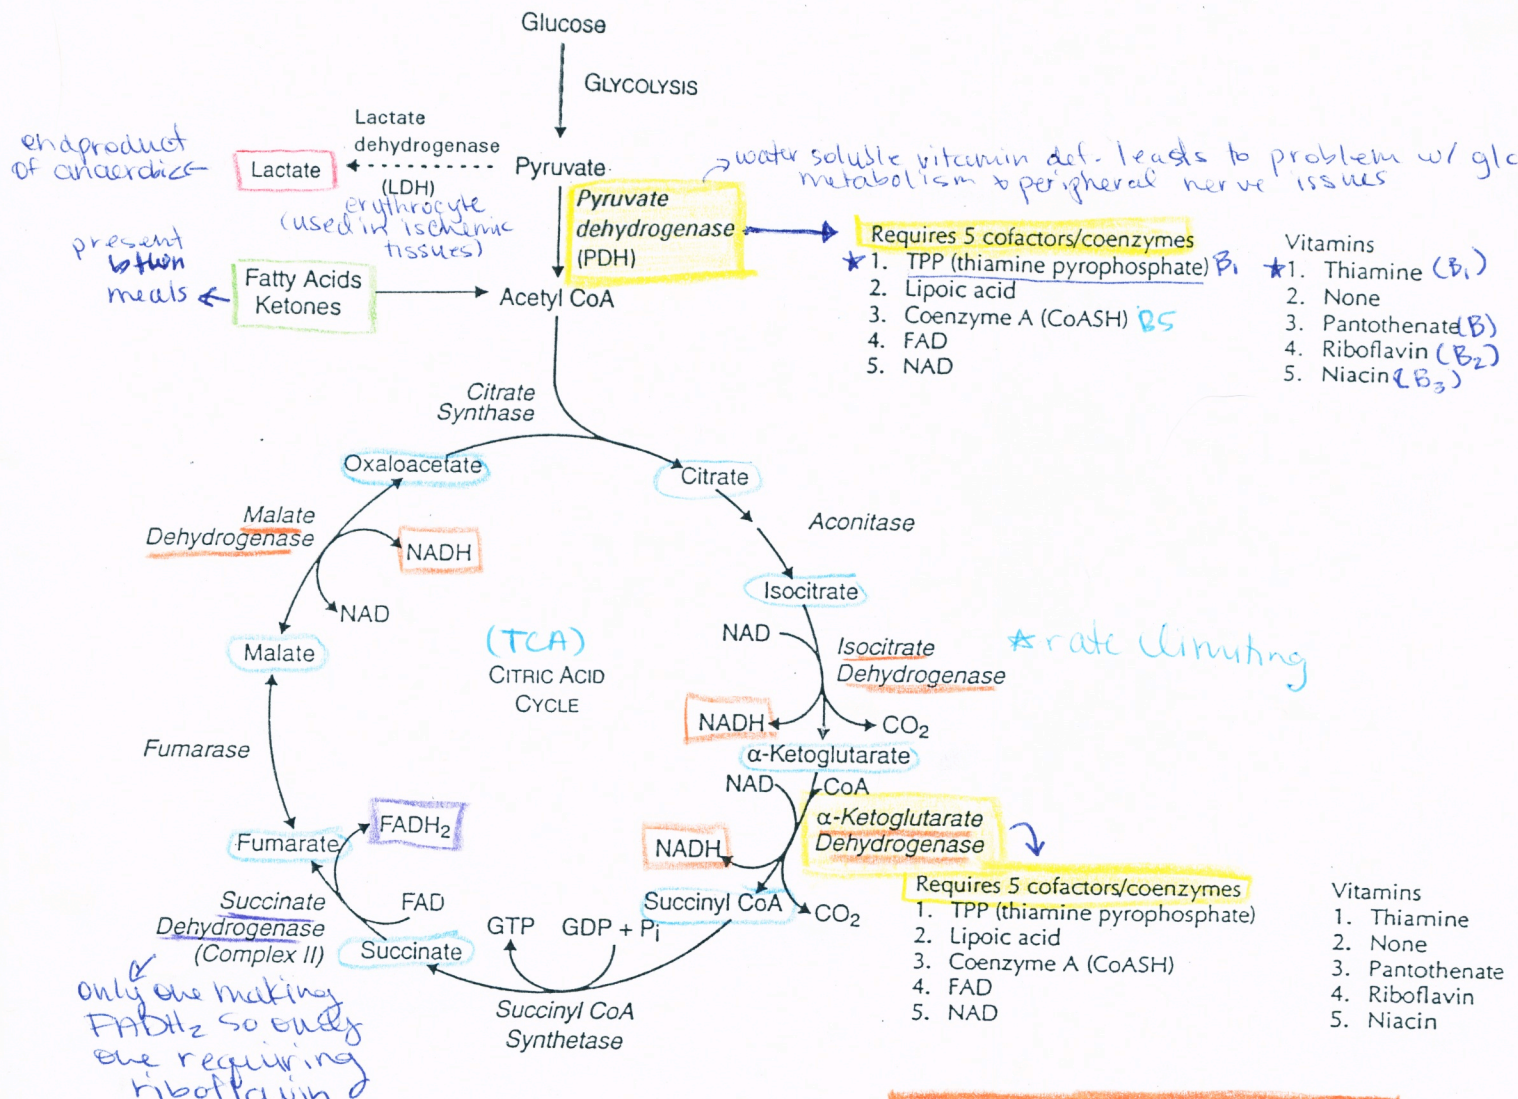 Glucose
GLYCOLYSIS
Lactate
dehydrogenase
(LDH)
erythrocyte
(used in ischemic
tissues)
endproduct
of anaerobic
Lactate
Pyruvate
Pyruvate
dehydrogenase
(PDH)
water soluble vitamin def. leads to problem w/ glc
metabolism & peripheral nerve issues
Requires 5 cofactors/coenzymes
★ 1. TPP (thiamine pyrophosphate) B1
2. Lipoic acid
3. Coenzyme A (CoASH) B5
4. FAD
5. NAD
Vitamins
★ 1. Thiamine (B1)
2. None
3. Pantothenate (B)
4. Riboflavin (B2)
5. Niacin (B3)
present
btwn
meals
Fatty Acids
Ketones
Acetyl CoA
Citrate
Synthase
Oxaloacetate
Citrate
Malate
Dehydrogenase
NADH
NAD
Aconitase
Isocitrate
Malate
(TCA)
CITRIC ACID
CYCLE
NAD
Isocitrate
Dehydrogenase
★ rate limiting
NADH
CO2
α-Ketoglutarate
Fumarase
NAD
CoA
α-Ketoglutarate
Dehydrogenase
NADH
FADH2
Fumarate
Succinyl CoA
CO2
Requires 5 cofactors/coenzymes
1. TPP (thiamine pyrophosphate)
2. Lipoic acid
3. Coenzyme A (CoASH)
4. FAD
5. NAD
Vitamins
1. Thiamine
2. None
3. Pantothenate
4. Riboflavin
5. Niacin
Succinate
Dehydrogenase
(Complex II)
FAD
Succinate
GTP
GDP + Pi
Succinyl CoA
Synthetase
only one making
FADH2 so only
one requiring
riboflavin